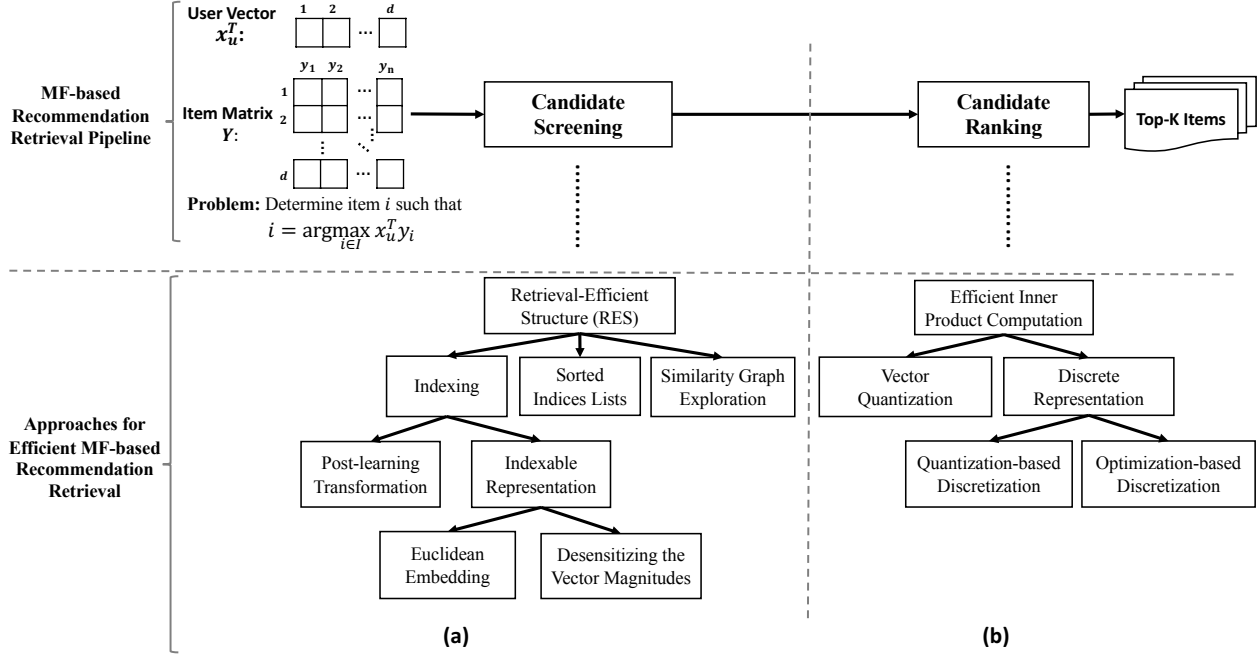 MF-based
Recommendation
Retrieval Pipeline
User Vector
x_u^T:
1 2 ... d
Item Matrix
Y:
y_1 y_2 y_n
1
...
2
...
...
d
...
Problem: Determine item i such that
i = argmax x_u^T y_i
i∈I
Candidate
Screening
Candidate
Ranking
Top-K Items
Approaches for
Efficient MF-based
Recommendation
Retrieval
Retrieval-Efficient
Structure (RES)
Indexing
Sorted
Indices Lists
Similarity Graph
Exploration
Post-learning
Transformation
Indexable
Representation
Euclidean
Embedding
Desensitizing the
Vector Magnitudes
(a)
Efficient Inner
Product Computation
Vector
Quantization
Discrete
Representation
Quantization-based
Discretization
Optimization-based
Discretization
(b)